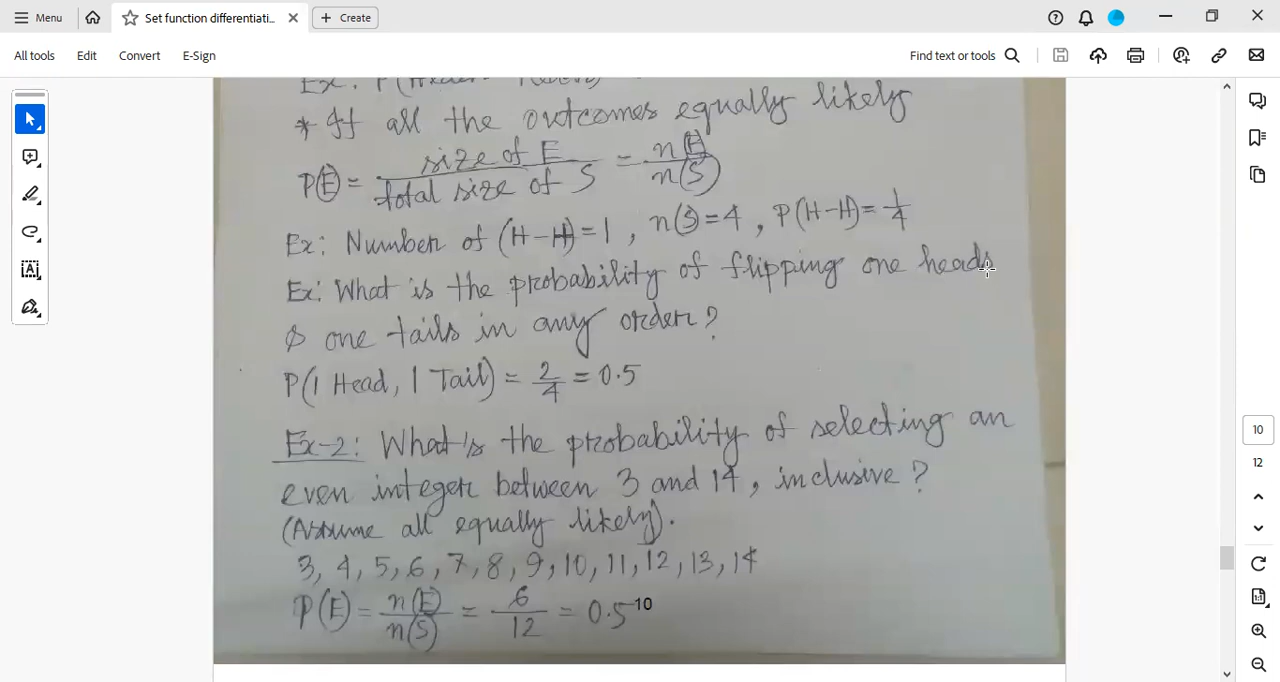 Menu
Set function differentiati...
Create
All tools
Edit
Convert
E-Sign
Find text or tools
Ex: P(
* If all the outcomes equally likely
P(E) = size of E / total size of S = n(E) / n(S)
Ex: Number of (H-H) = 1, n(S) = 4, P(H-H) = 1/4
Ex: What is the probability of flipping one heads
& one tails in any order?
P(1 Head, 1 Tail) = 2/4 = 0.5
Ex-2: What's the probability of selecting an
even integer between 3 and 14, inclusive?
(Assume all equally likely).
3, 4, 5, 6, 7, 8, 9, 10, 11, 12, 13, 14
P(E) = n(E) / n(S) = 6/12 = 0.5
10
10
12